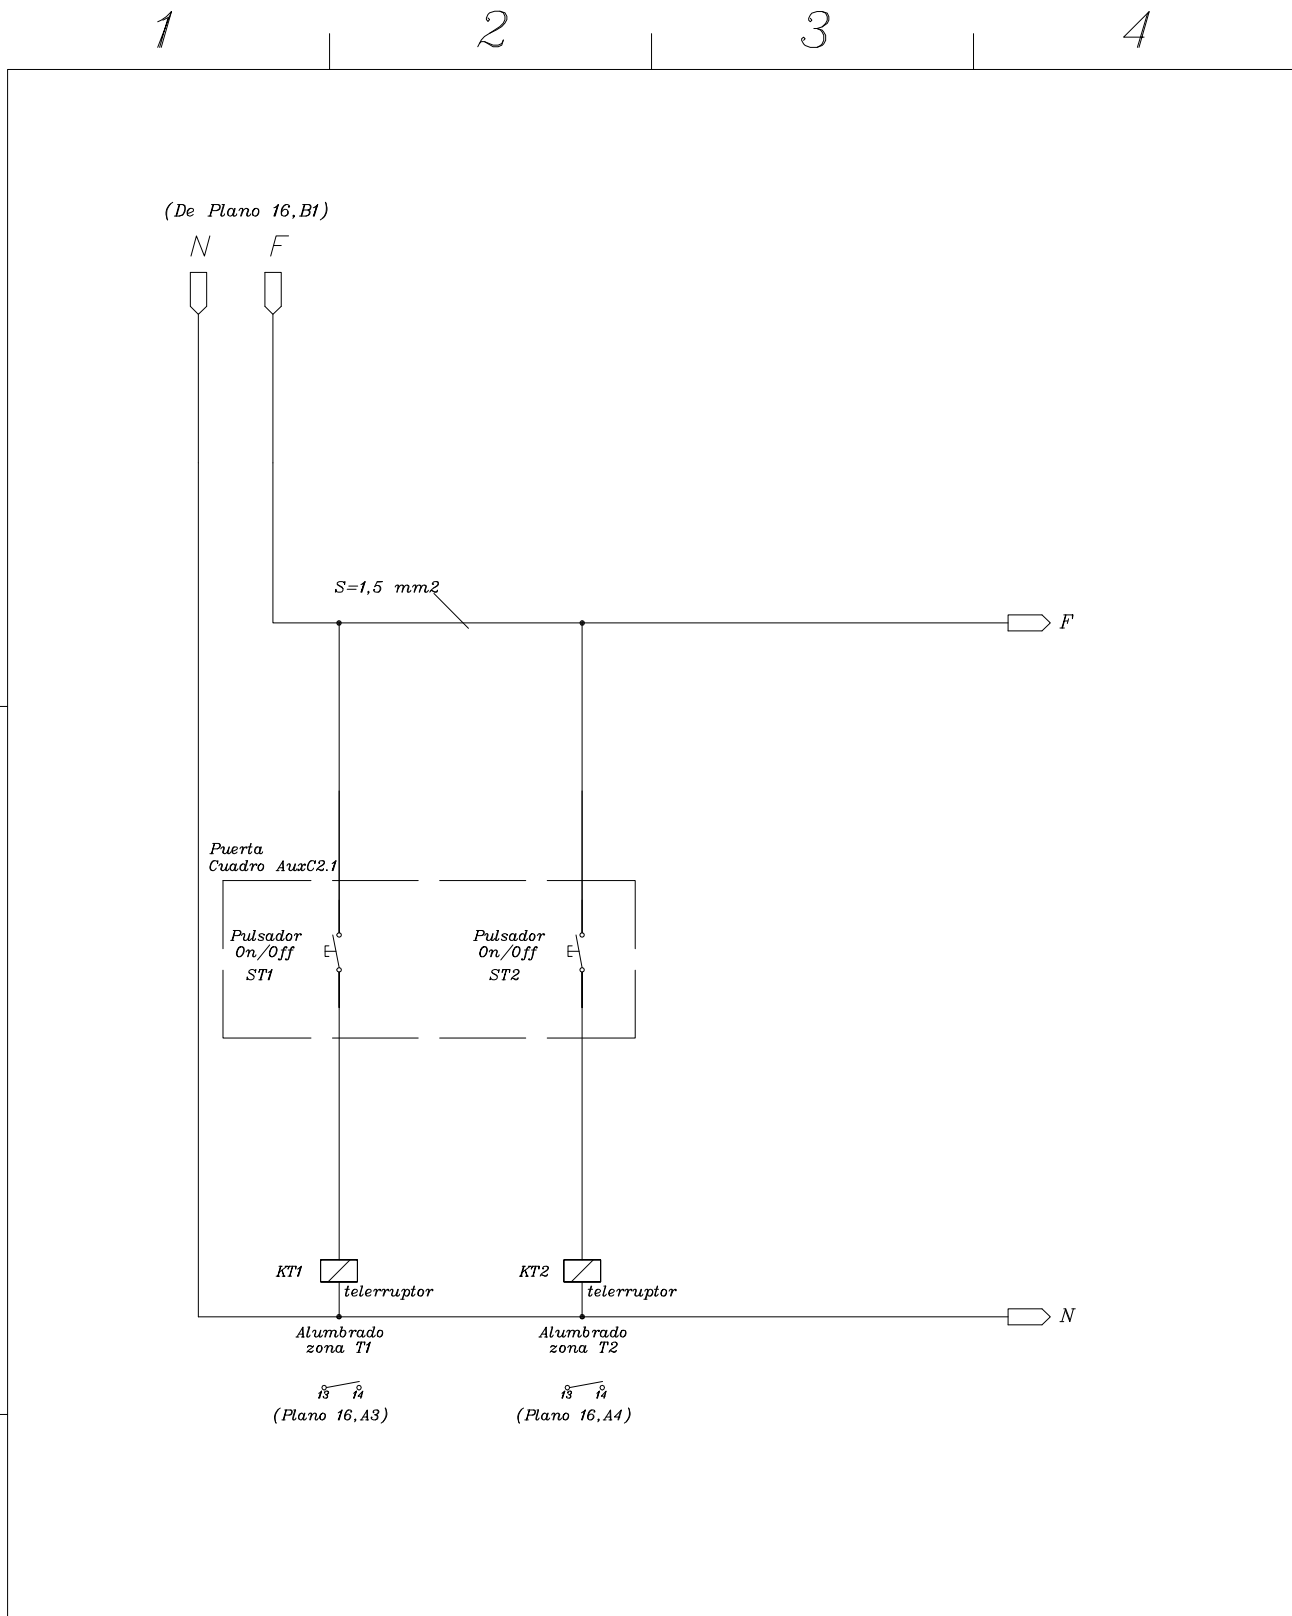 1 2 3 4
(De Plano 16,B1)
N F
S=1,5 mm2
F
Puerta
Cuadro AuxC2.1
Pulsador Pulsador
On/Off On/Off
ST1 ST2
KT1 KT2
telerruptor telerruptor
N
Alumbrado Alumbrado
zona T1 zona T2
13 14 13 14
(Plano 16,A3) (Plano 16,A4)